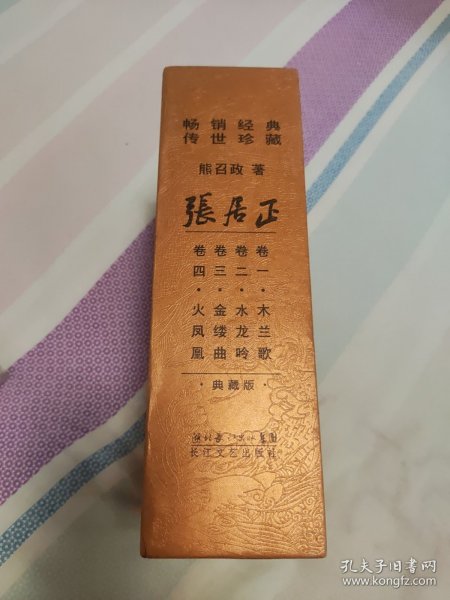 畅销经典
传世珍藏
熊召政 著
張居正
卷一·木兰歌
卷二·水龙吟
卷三·金缕曲
卷四·火凤凰
·典藏版·
长江文艺出版社
孔夫子旧书网
www.kongfz.com